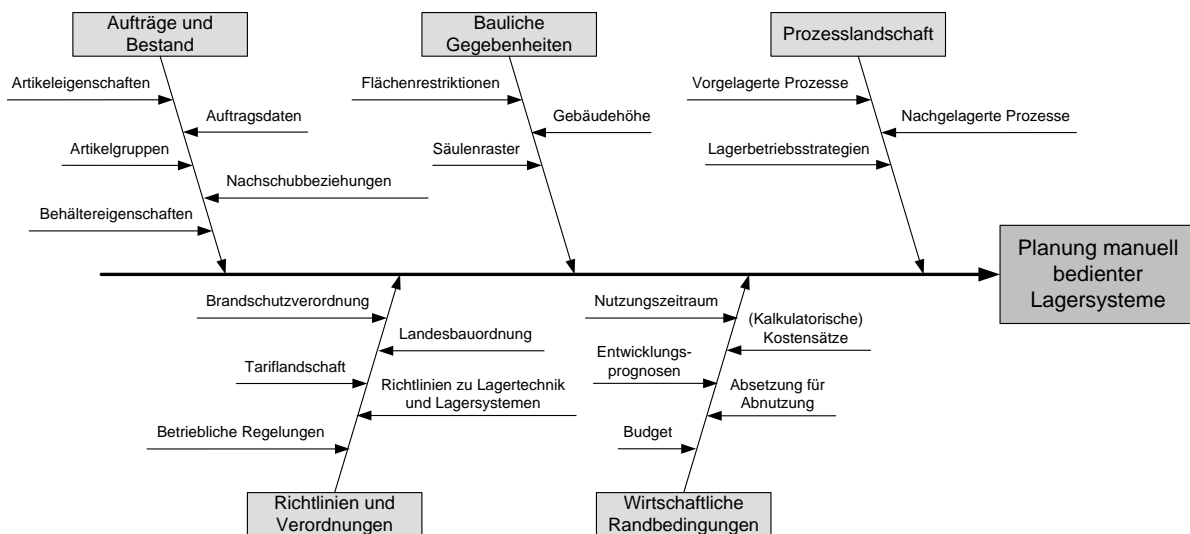 Aufträge und
Bestand
Bauliche
Gegebenheiten
Prozesslandschaft
Artikeleigenschaften
Auftragsdaten
Artikelgruppen
Nachschubbeziehungen
Behältereigenschaften
Flächenrestriktionen
Gebäudehöhe
Säulenraster
Vorgelagerte Prozesse
Nachgelagerte Prozesse
Lagerbetriebsstrategien
Planung manuell
bedienter
Lagersysteme
Brandschutzverordnung
Landesbauordnung
Tariflandschaft
Richtlinien zu Lagertechnik
und Lagersystemen
Betriebliche Regelungen
Nutzungszeitraum
(Kalkulatorische)
Kostensätze
Entwicklungs-
prognosen
Absetzung für
Abnutzung
Budget
Richtlinien und
Verordnungen
Wirtschaftliche
Randbedingungen